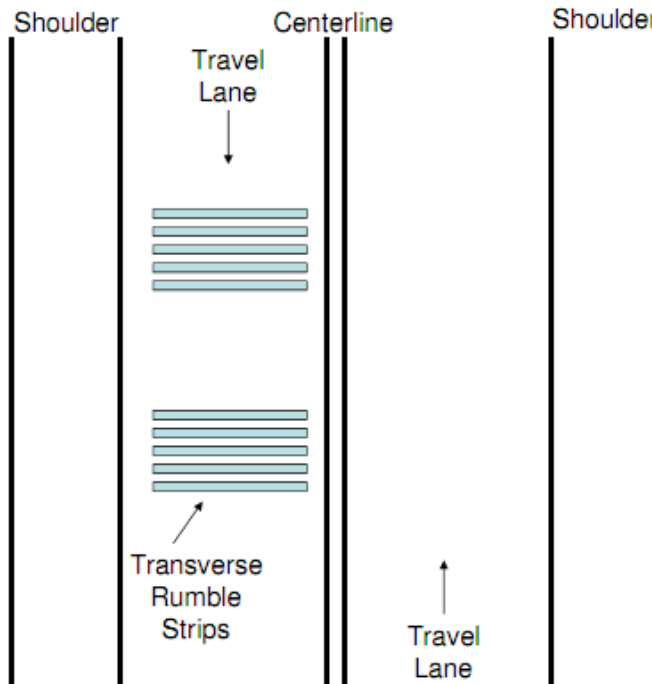 Shoulder
Centerline
Shoulder
Travel
Lane
Transverse
Rumble
Strips
Travel
Lane